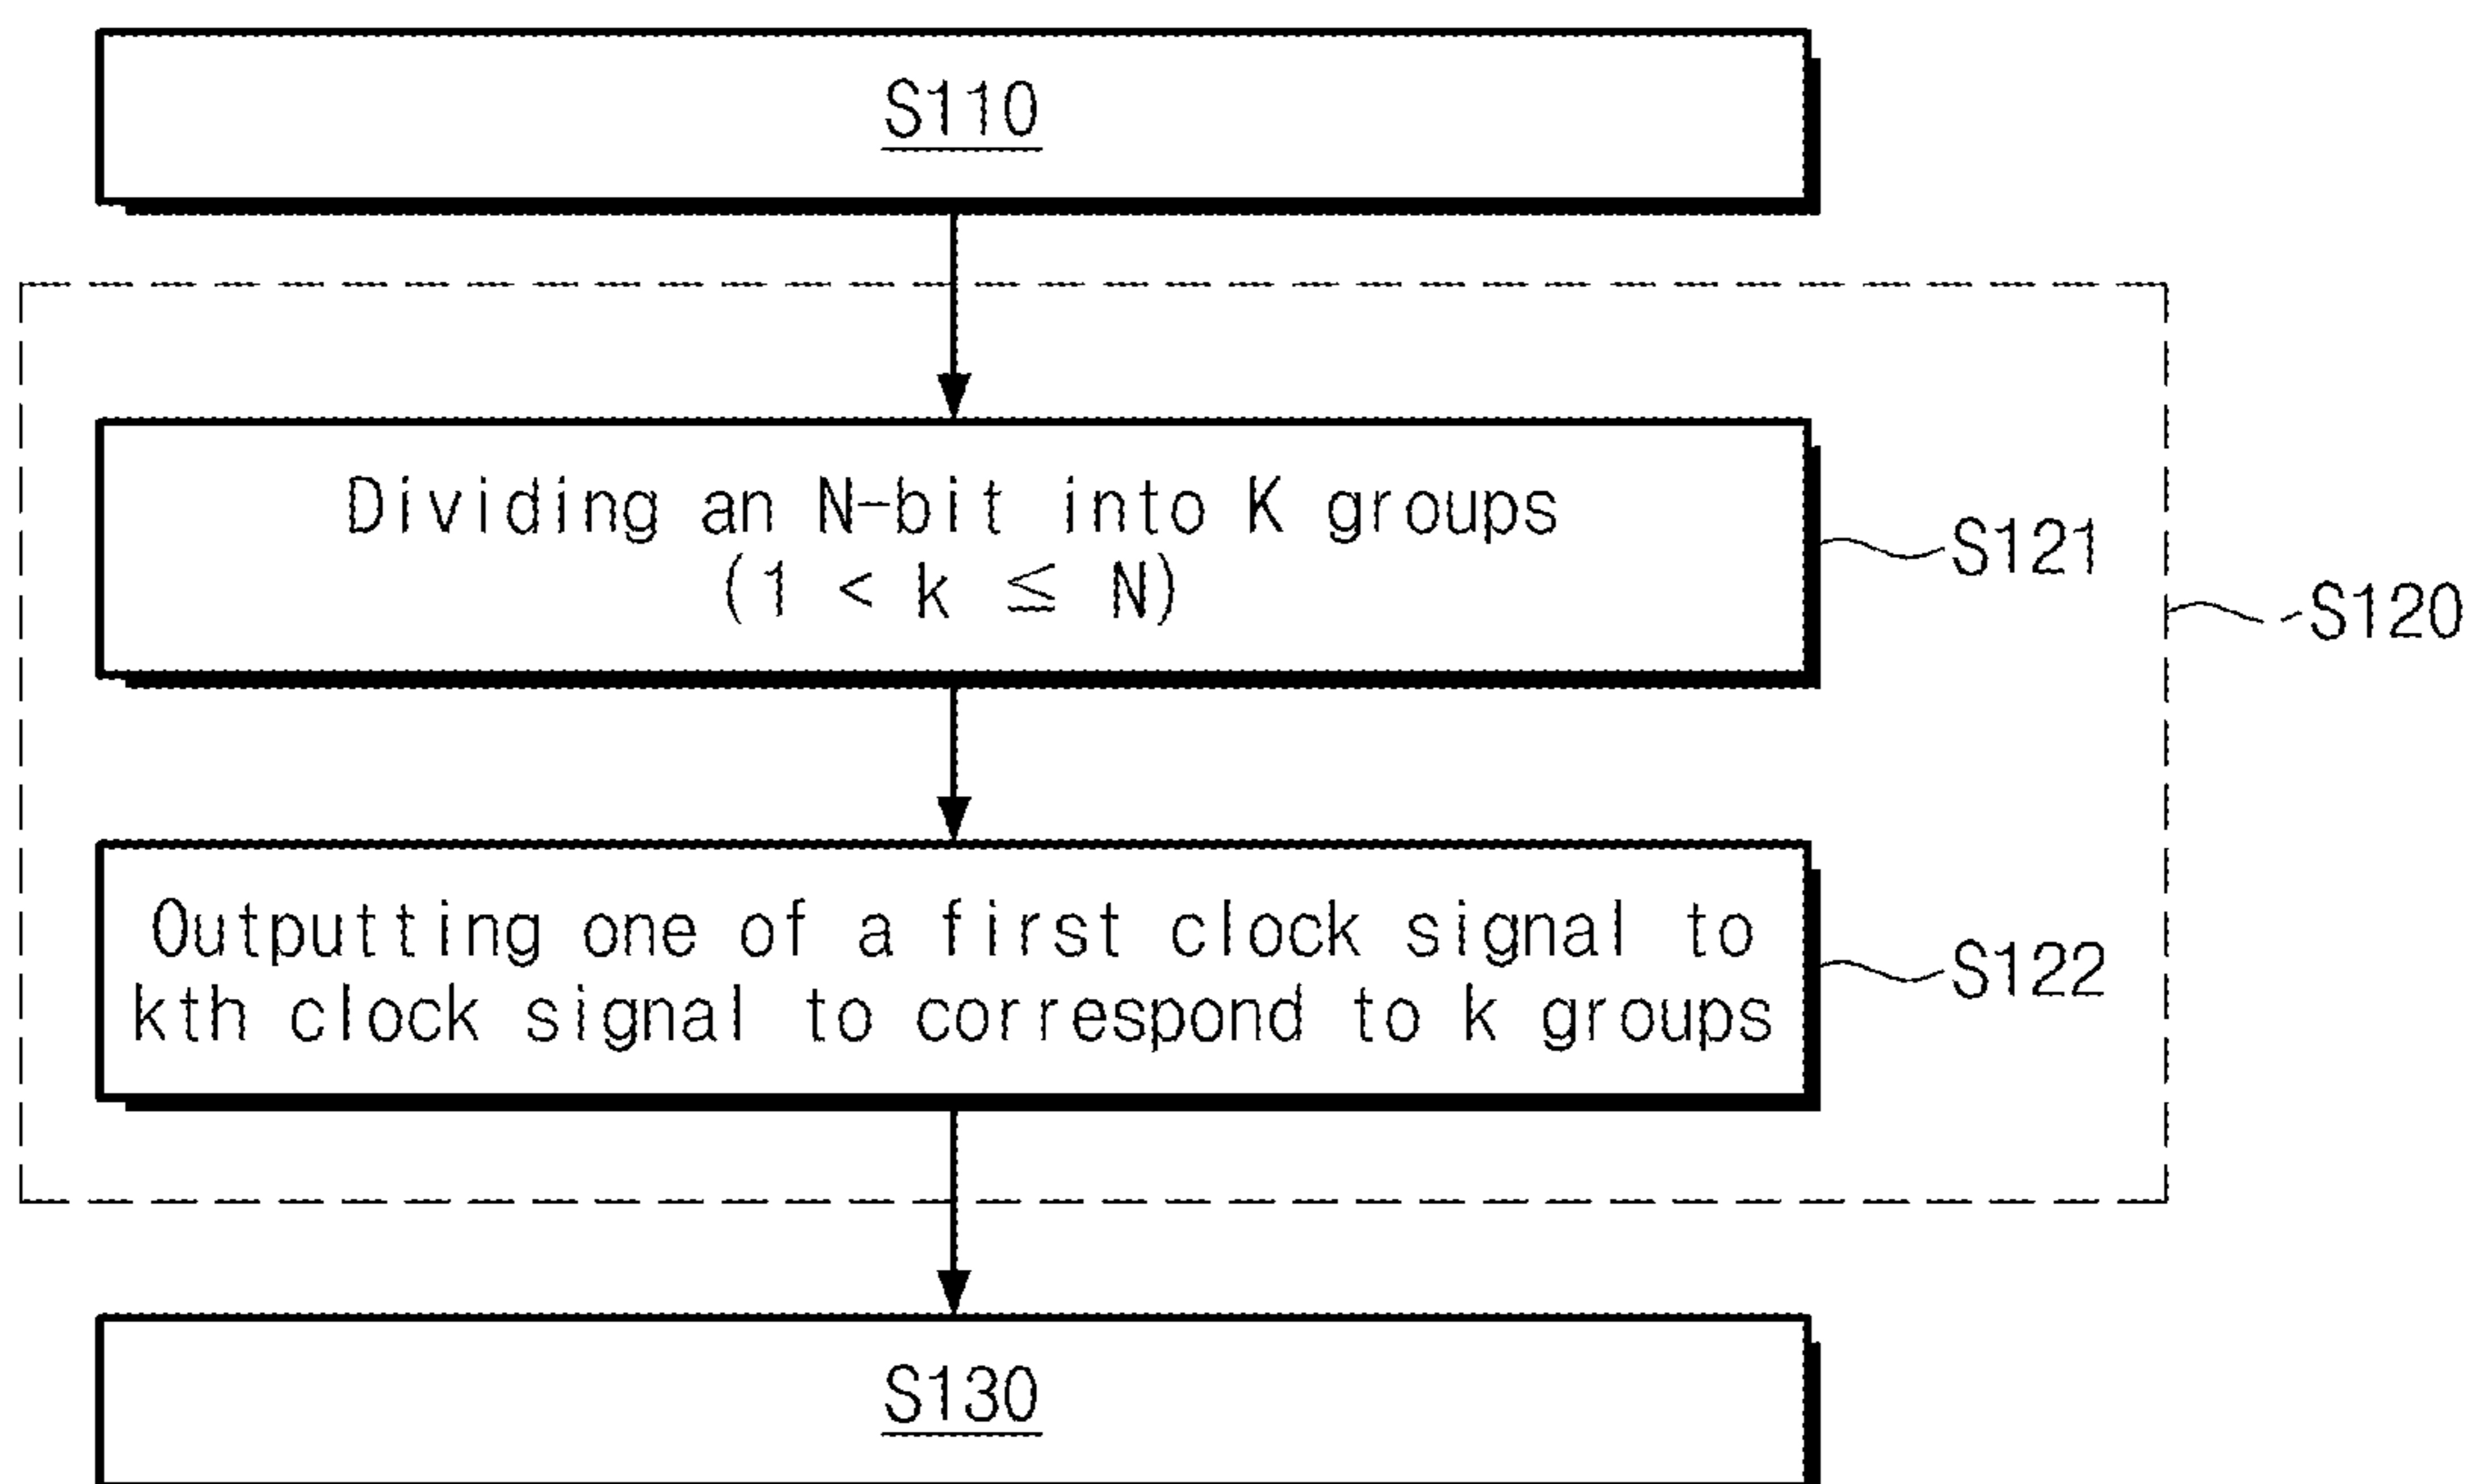 S110
Dividing an N-bit into K groups
(1 < k ≤ N)
S121
S120
Outputting one of a first clock signal to
kth clock signal to correspond to k groups
S122
S130